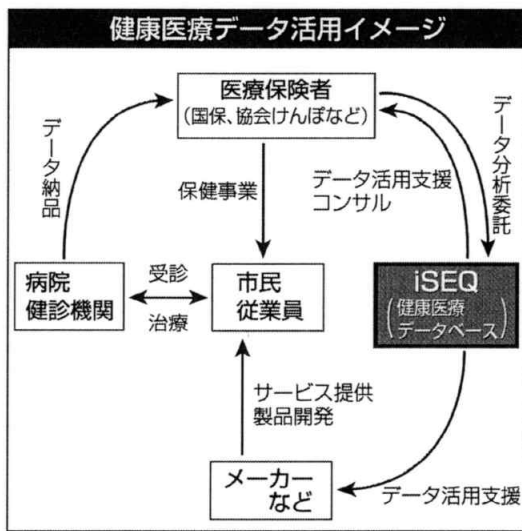 健康医療データ活用イメージ
医療保険者
(国保、協会けんぽなど)
データ納品
保健事業
データ活用支援
コンサル
データ分析委託
病院
健診機関
受診
治療
市民
従業員
iSEQ
(健康医療
データベース)
サービス提供
製品開発
メーカー
など
データ活用支援